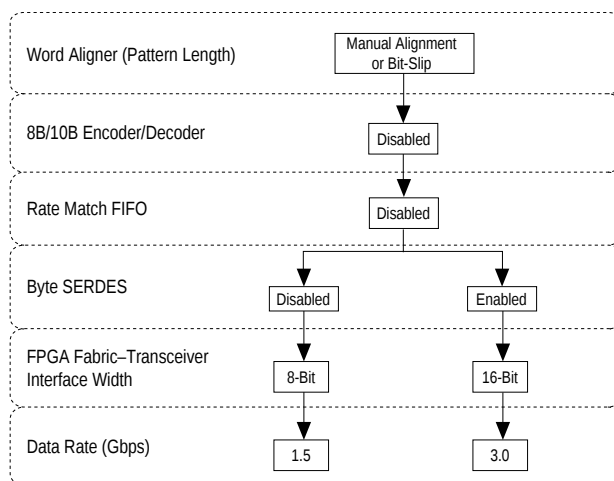 Word Aligner (Pattern Length)
Manual Alignment
or Bit-Slip
8B/10B Encoder/Decoder
Disabled
Rate Match FIFO
Disabled
Byte SERDES
Disabled
Enabled
FPGA Fabric–Transceiver
Interface Width
8-Bit
16-Bit
Data Rate (Gbps)
1.5
3.0